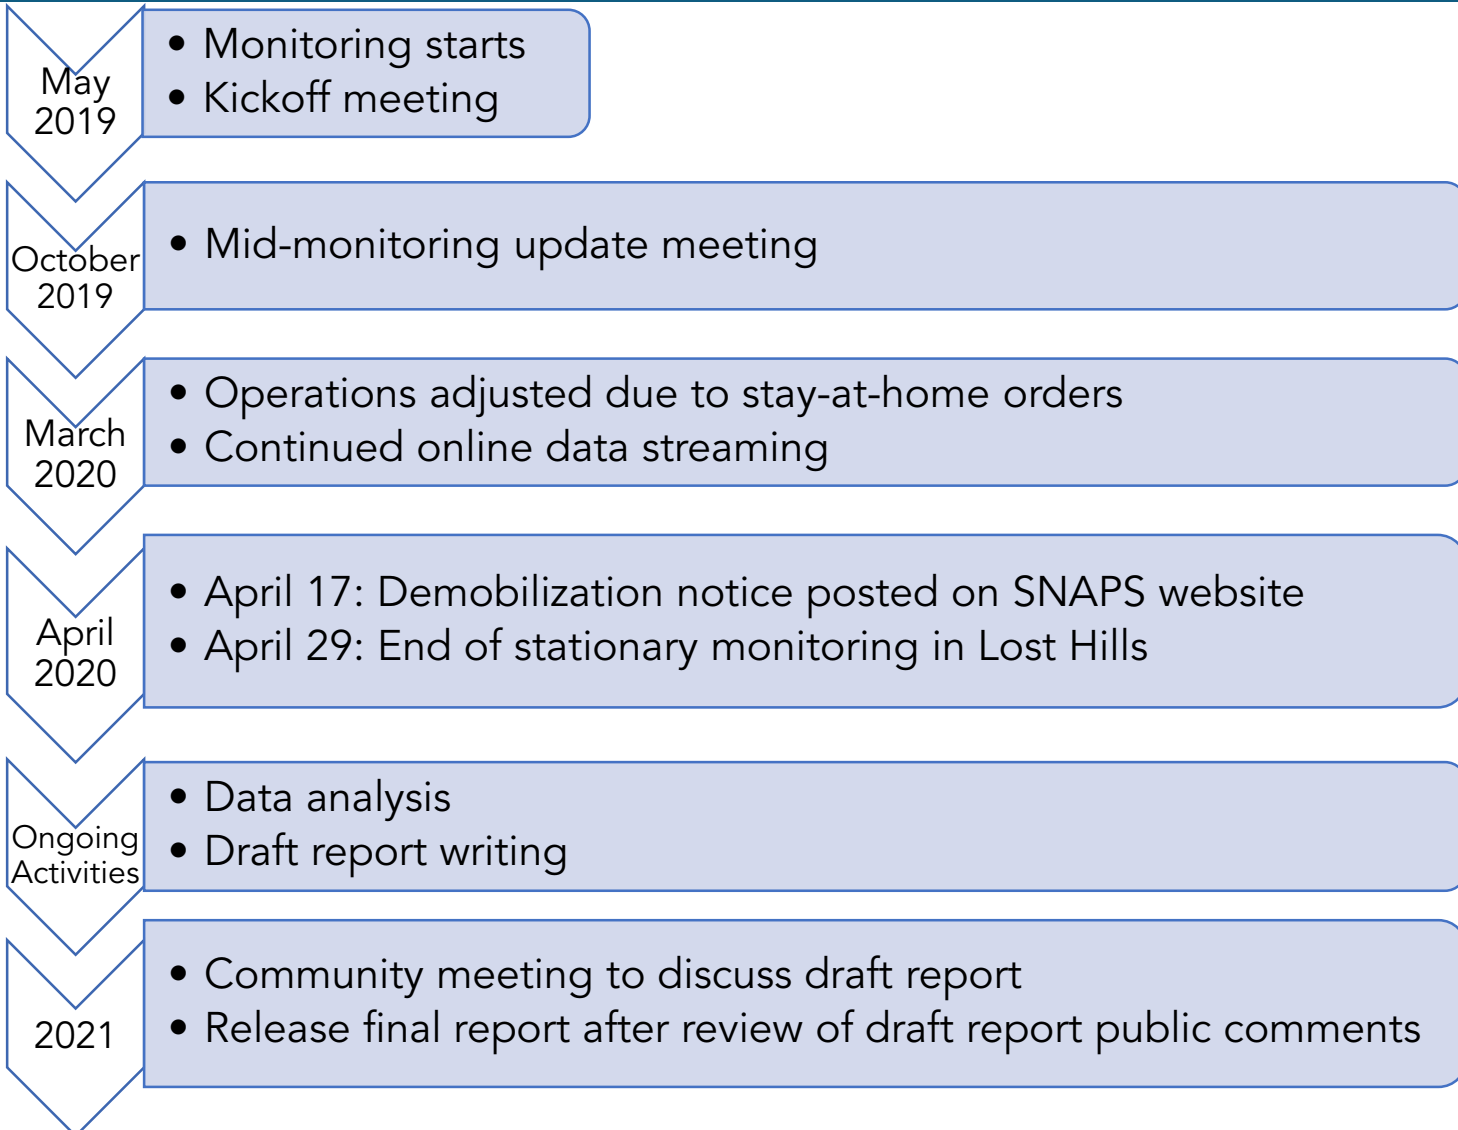 May
2019
• Monitoring starts
• Kickoff meeting
October
2019
• Mid-monitoring update meeting
March
2020
• Operations adjusted due to stay-at-home orders
• Continued online data streaming
April
2020
• April 17: Demobilization notice posted on SNAPS website
• April 29: End of stationary monitoring in Lost Hills
Ongoing
Activities
• Data analysis
• Draft report writing
2021
• Community meeting to discuss draft report
• Release final report after review of draft report public comments